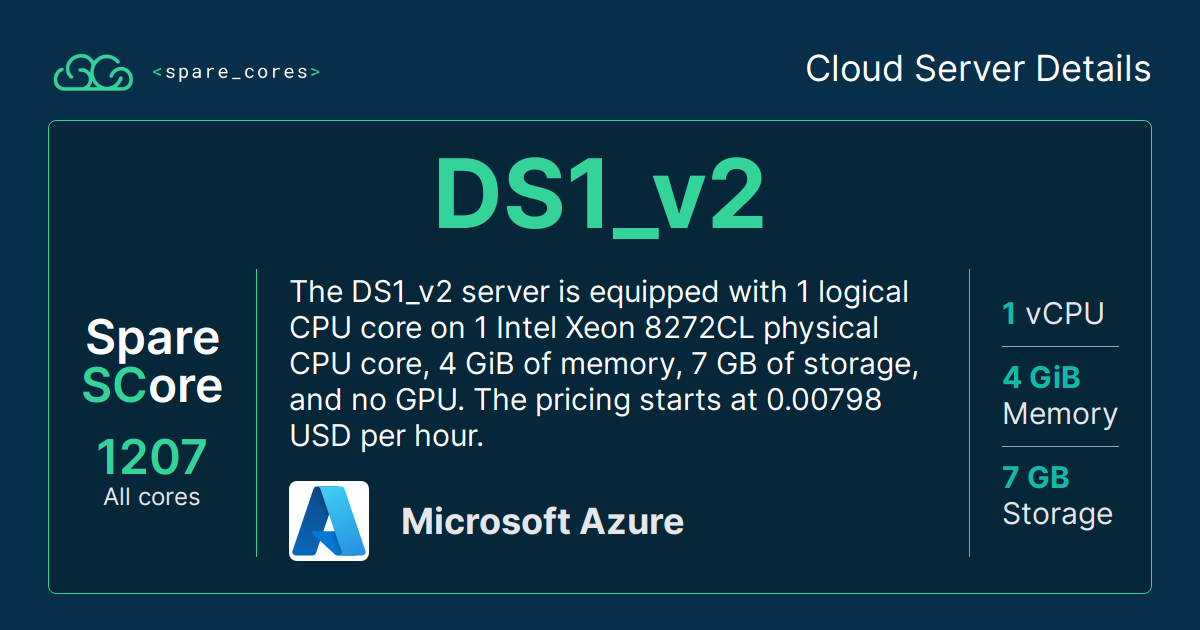 <spare_cores>
Cloud Server Details
DS1_v2
Spare
SCore
1207
All cores
The DS1_v2 server is equipped with 1 logical
CPU core on 1 Intel Xeon 8272CL physical
CPU core, 4 GiB of memory, 7 GB of storage,
and no GPU. The pricing starts at 0.00798
USD per hour.
Microsoft Azure
1 vCPU
4 GiB
Memory
7 GB
Storage